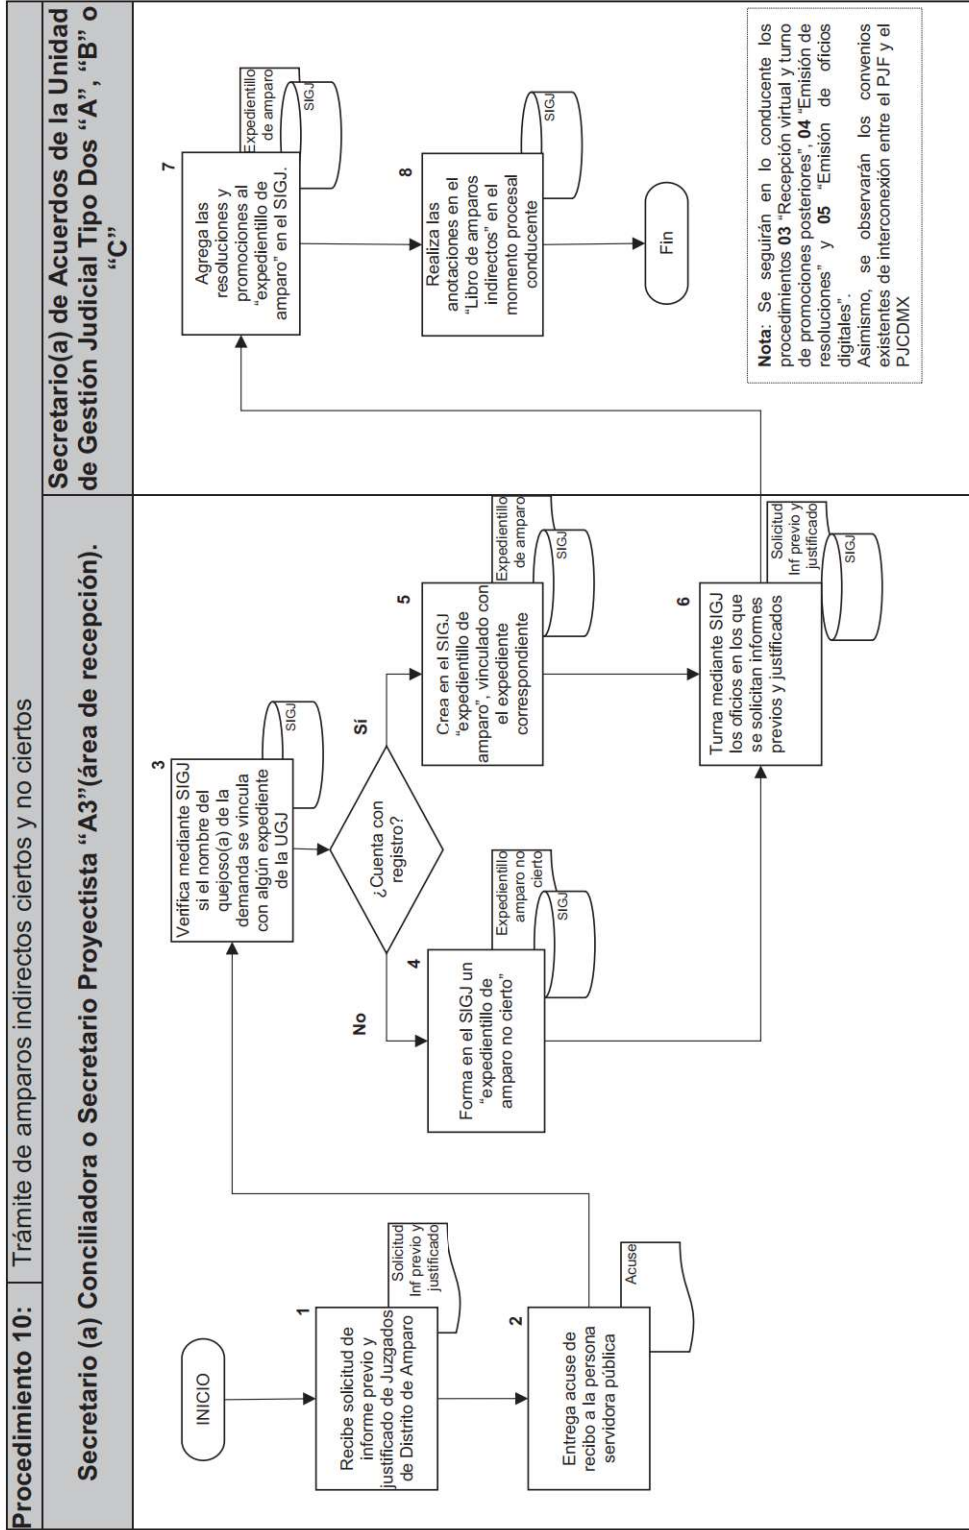 Procedimiento 10: Trámite de amparos indirectos ciertos y no ciertos
Secretario (a) Conciliadora o Secretario Proyectista “A3”(área de recepción).
Secretario(a) de Acuerdos de la Unidad
de Gestión Judicial Tipo Dos “A”, “B” o
“C”
INICIO
1
Recibe solicitud de
informe previo y
justificado de Juzgados
de Distrito de Amparo
Solicitud
Inf previo y
justificado
2
Entrega acuse de
recibo a la persona
servidora pública
Acuse
3
Verifica mediante SIGJ
si el nombre del
quejoso(a) de la
demanda se vincula
con algún expediente
de la UGJ
SIGJ
¿Cuenta con
registro?
No
Sí
4
Forma en el SIGJ un
“expedientillo de
amparo no cierto”
Expedientillo
amparo no
cierto
SIGJ
5
Crea en el SIGJ
“expedientillo de
amparo”, vinculado con
el expediente
correspondiente
Expedientillo
de amparo
SIGJ
6
Turna mediante SIGJ
los oficios en los que
se solicitan informes
previos y justificados
Solicitud
Inf previo y
justificado
SIGJ
7
Agrega las
resoluciones y
promociones al
“expedientillo de
amparo” en el SIGJ.
Expedientillo
de amparo
SIGJ
8
Realiza las
anotaciones en el
“Libro de amparos
indirectos” en el
momento procesal
conducente
SIGJ
Fin
Nota: Se seguirán en lo conducente los
procedimientos 03 “Recepción virtual y turno
de promociones posteriores”, 04 “Emisión de
resoluciones” y 05 “Emisión de oficios
digitales”.
Asimismo, se observarán los convenios
existentes de interconexión entre el PJF y el
PJCDMX